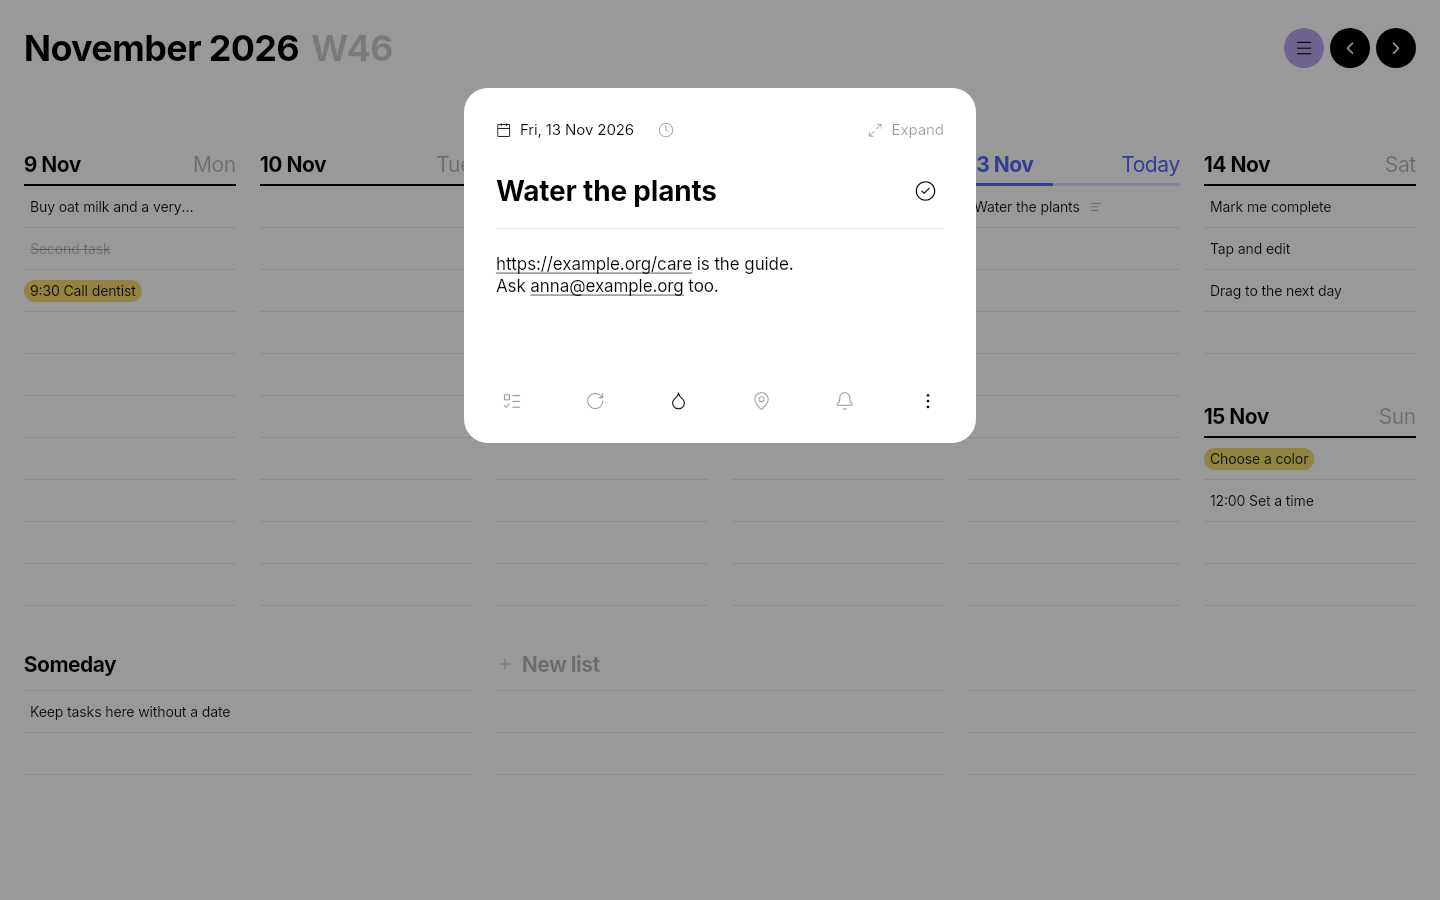 November 2026 W46
Fri, 13 Nov 2026
Expand
Water the plants
https://example.org/care is the guide.
Ask anna@example.org too.
9 Nov Mon
Buy oat milk and a very…
Second task
9:30 Call dentist
10 Nov Tue
3 Nov Today
Water the plants
14 Nov Sat
Mark me complete
Tap and edit
Drag to the next day
15 Nov Sun
Choose a color
12:00 Set a time
Someday
Keep tasks here without a date
New list